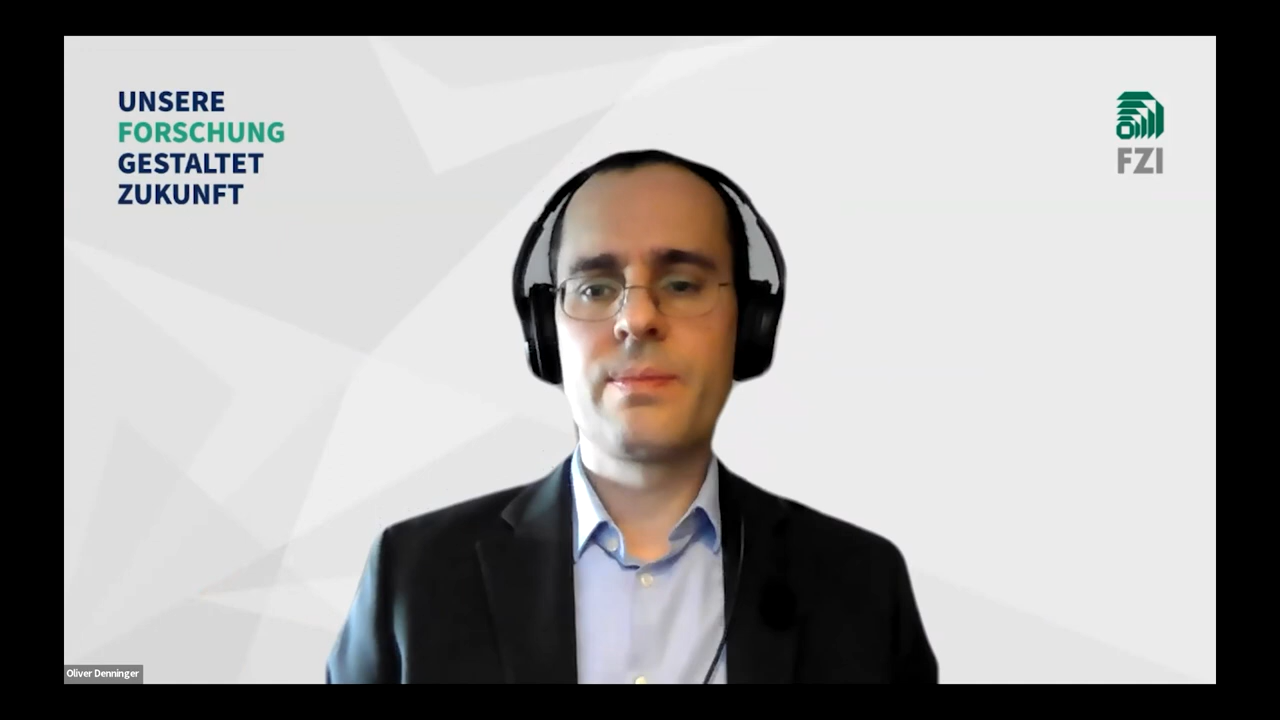 UNSERE
FORSCHUNG
GESTALTET
ZUKUNFT
FZI
Oliver Denninger